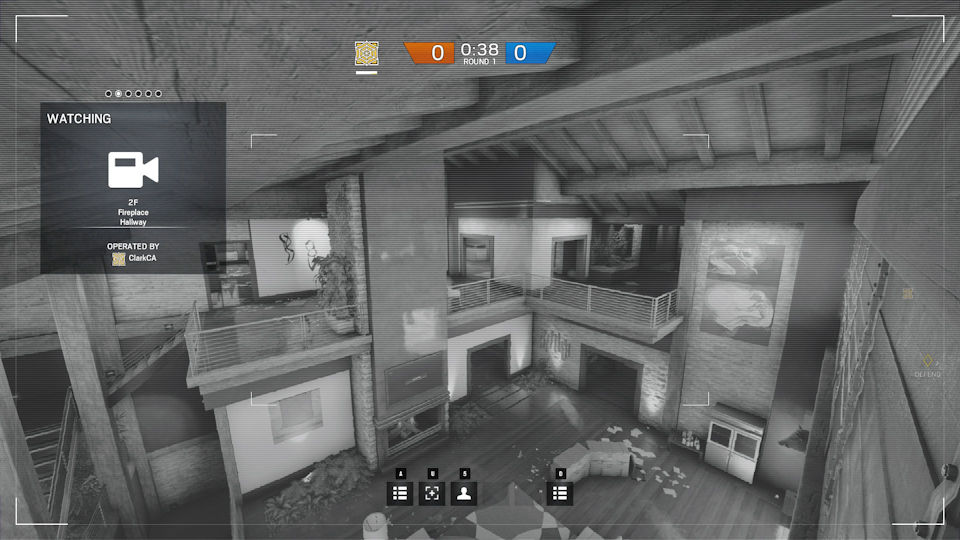 0
0:38
0
ROUND 1
WATCHING
2F
Fireplace
Hallway
OPERATED BY
ClarkCA
DEFEND